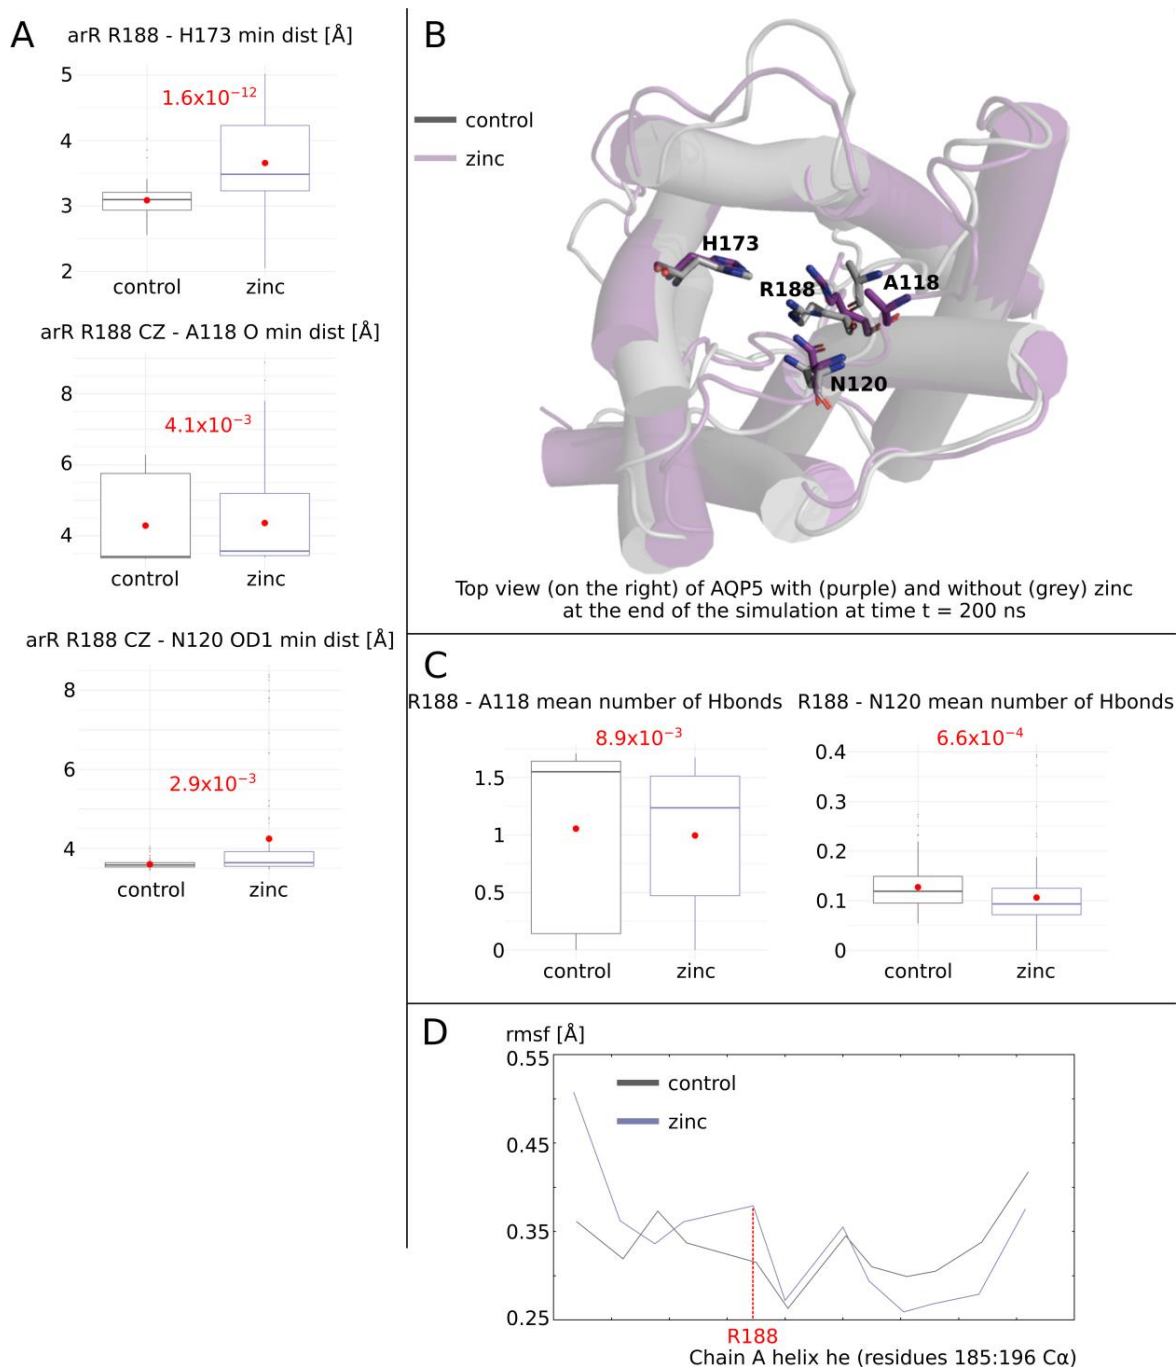 A
arR R188 - H173 min dist [Å]
5
4
3
2
1.6x10⁻¹²
control
zinc
arR R188 CZ - A118 O min dist [Å]
8
6
4
4.1x10⁻³
control
zinc
arR R188 CZ - N120 OD1 min dist [Å]
8
6
4
2.9x10⁻³
control
zinc
B
control
zinc
H173
R188
A118
N120
Top view (on the right) of AQP5 with (purple) and without (grey) zinc
at the end of the simulation at time t = 200 ns
C
R188 - A118 mean number of Hbonds
8.9x10⁻³
1.5
1
0.5
0
control
zinc
R188 - N120 mean number of Hbonds
6.6x10⁻⁴
0.4
0.3
0.2
0.1
0
control
zinc
D
rmsf [Å]
0.55
0.45
0.35
0.25
control
zinc
R188
Chain A helix he (residues 185:196 Cα)